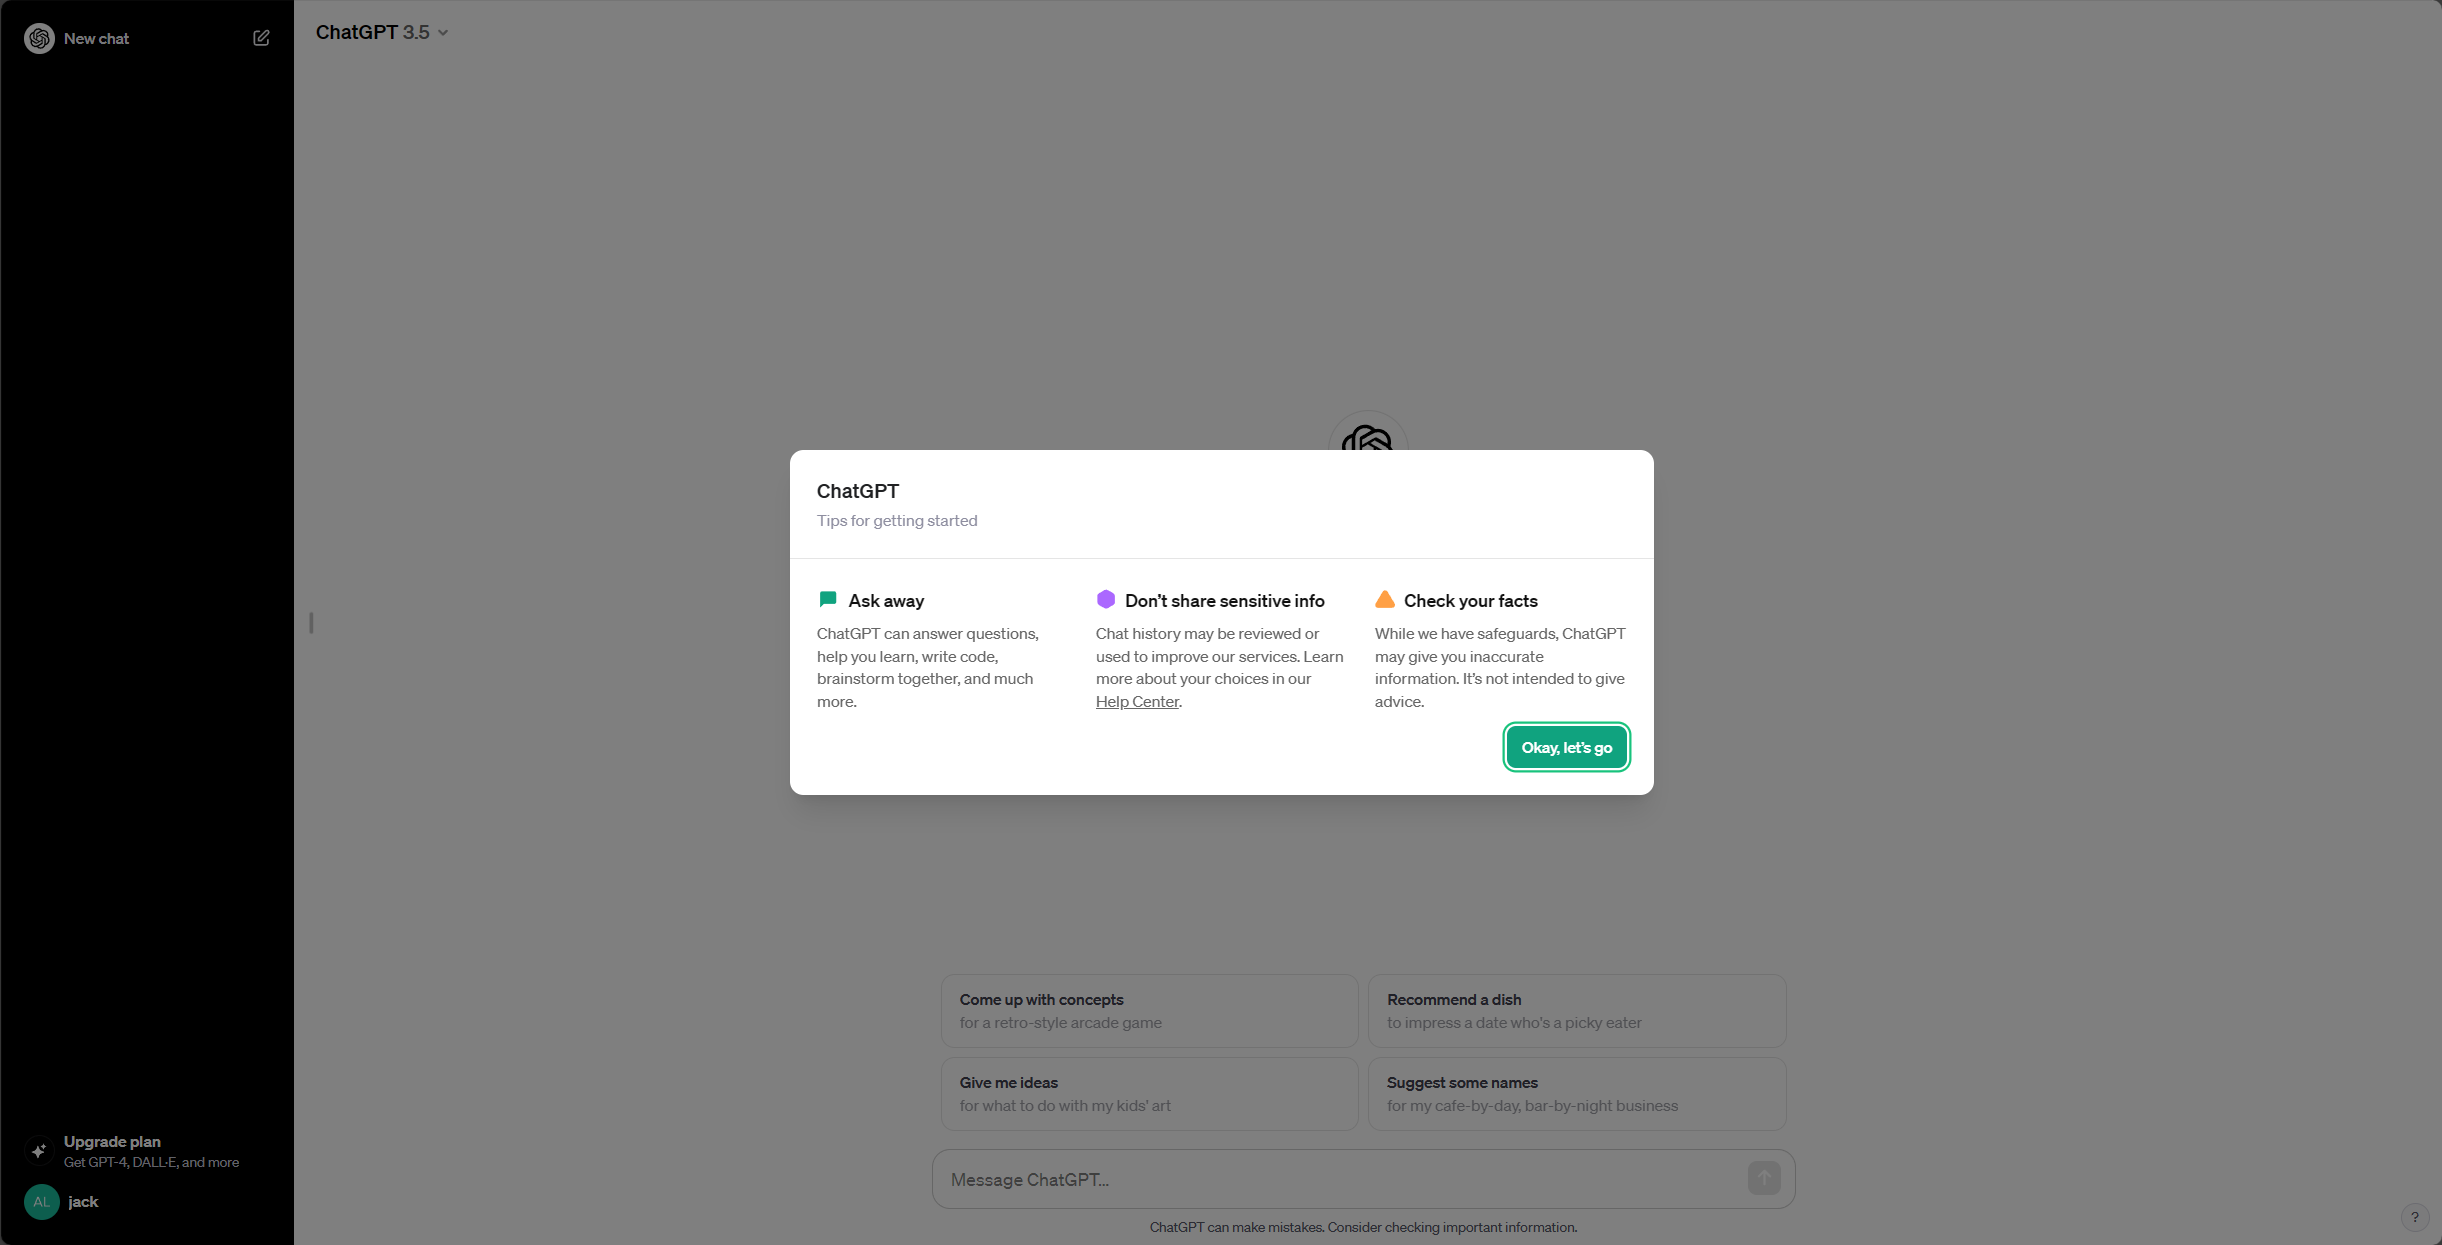 New chat
ChatGPT 3.5
ChatGPT
Tips for getting started
Ask away
ChatGPT can answer questions,
help you learn, write code,
brainstorm together, and much
more.
Don’t share sensitive info
Chat history may be reviewed or
used to improve our services. Learn
more about your choices in our
Help Center.
Check your facts
While we have safeguards, ChatGPT
may give you inaccurate
information. It’s not intended to give
advice.
Okay, let’s go
Come up with concepts
for a retro-style arcade game
Recommend a dish
to impress a date who's a picky eater
Give me ideas
for what to do with my kids' art
Suggest some names
for my cafe-by-day, bar-by-night business
Upgrade plan
Get GPT-4, DALL·E, and more
AL jack
Message ChatGPT…
ChatGPT can make mistakes. Consider checking important information.
?